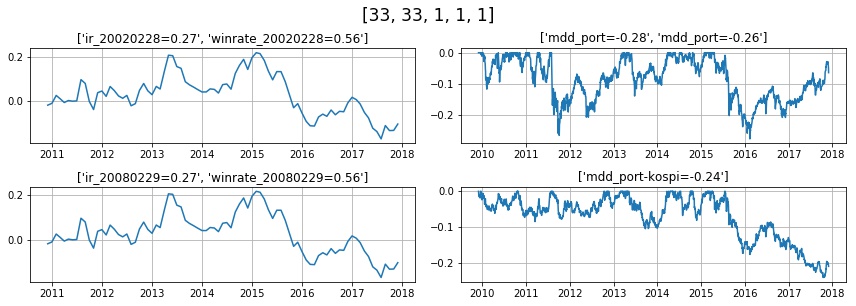 [33, 33, 1, 1, 1]
['ir_20020228=0.27', 'winrate_20020228=0.56']
0.2
0.0
2011 2012 2013 2014 2015 2016 2017 2018
['mdd_port=-0.28', 'mdd_port=-0.26']
0.0
−0.1
−0.2
2010 2011 2012 2013 2014 2015 2016 2017 2018
['ir_20080229=0.27', 'winrate_20080229=0.56']
0.2
0.0
2011 2012 2013 2014 2015 2016 2017 2018
['mdd_port-kospi=-0.24']
0.0
−0.1
−0.2
2010 2011 2012 2013 2014 2015 2016 2017 2018